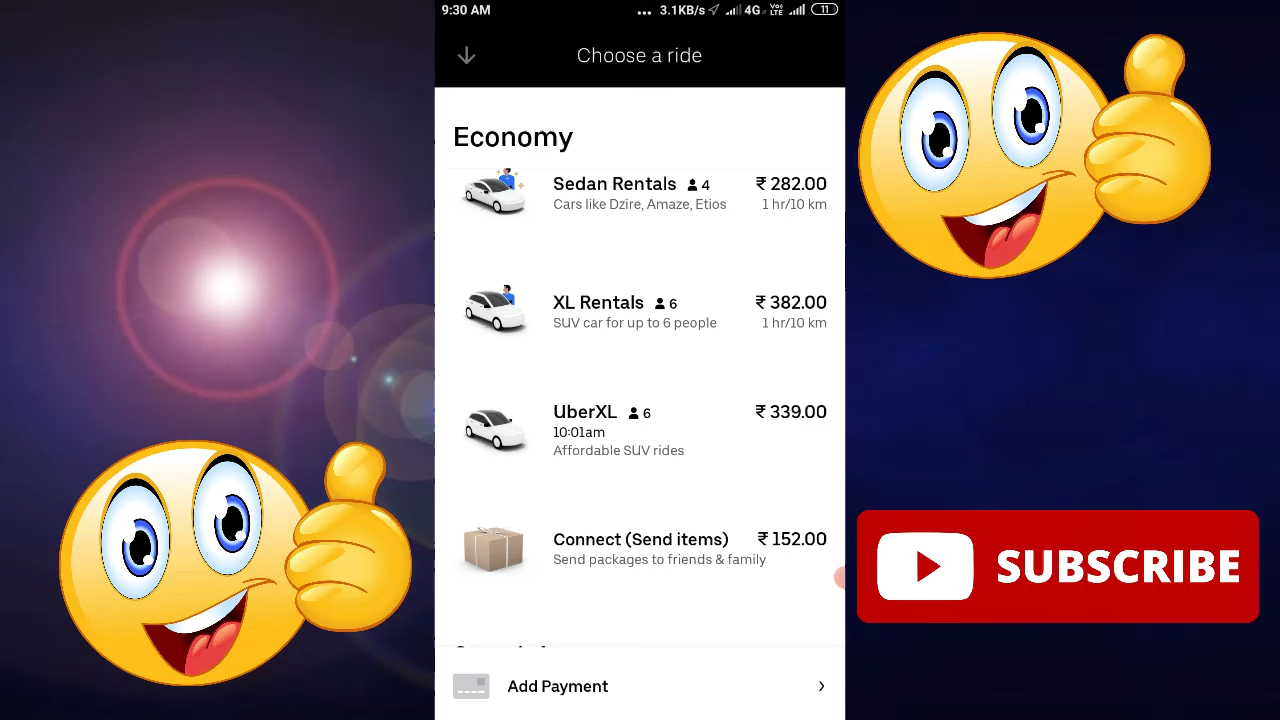 9:30 AM ... 3.1KB/s 4G Vo) LTE 11
Choose a ride
Economy
Sedan Rentals 4 ₹ 282.00
Cars like Dzire, Amaze, Etios 1 hr/10 km
XL Rentals 6 ₹ 382.00
SUV car for up to 6 people 1 hr/10 km
UberXL 6 ₹ 339.00
10:01am
Affordable SUV rides
Connect (Send items) ₹ 152.00
Send packages to friends & family
Add Payment
SUBSCRIBE